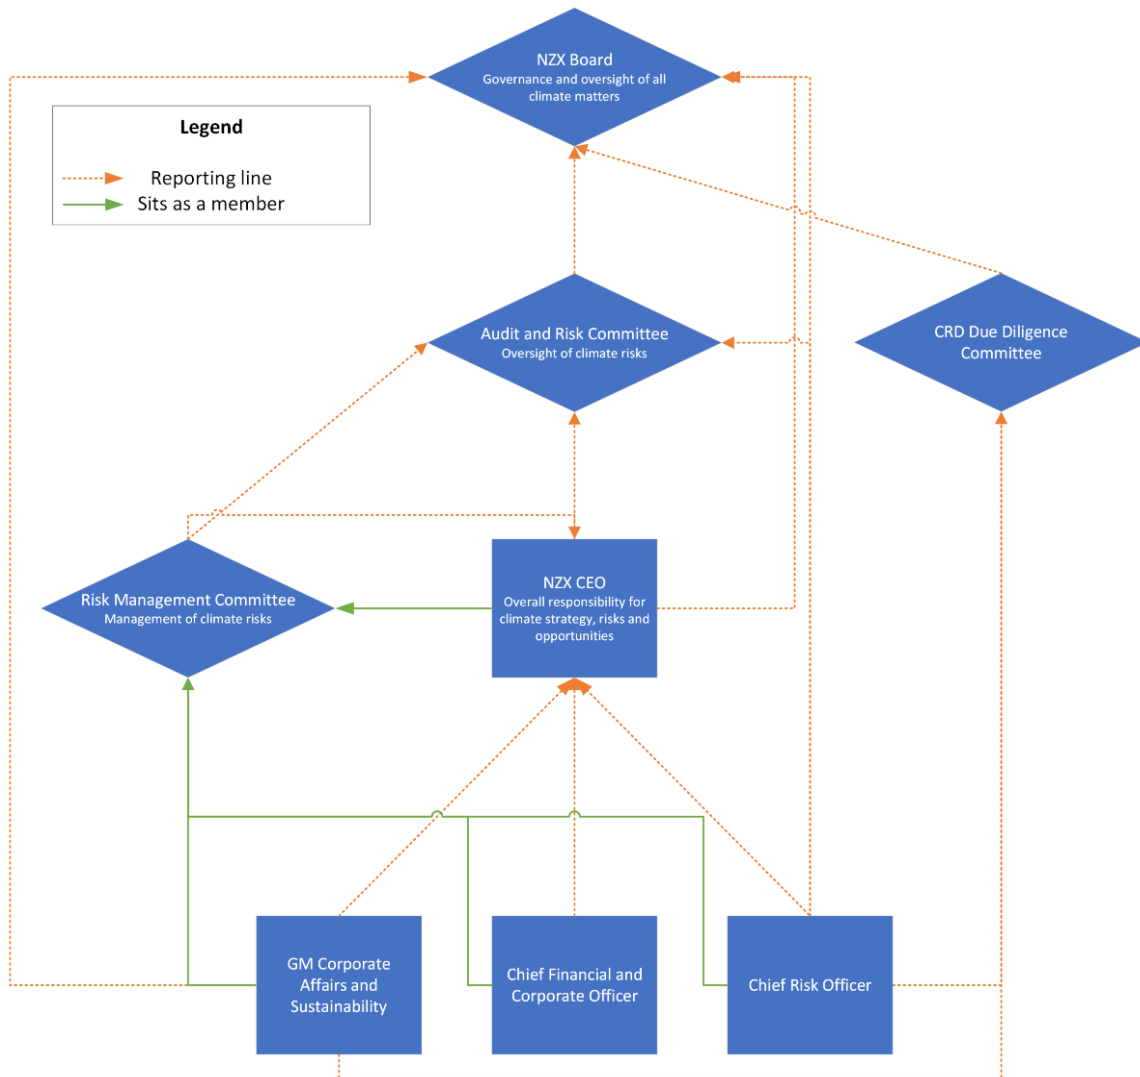 NZX Board
Governance and oversight of all
climate matters
Legend
Reporting line
Sits as a member
Audit and Risk Committee
Oversight of climate risks
CRD Due Diligence
Committee
Risk Management Committee
Management of climate risks
NZX CEO
Overall responsibility for
climate strategy, risks and
opportunities
GM Corporate
Affairs and
Sustainability
Chief Financial and
Corporate Officer
Chief Risk Officer